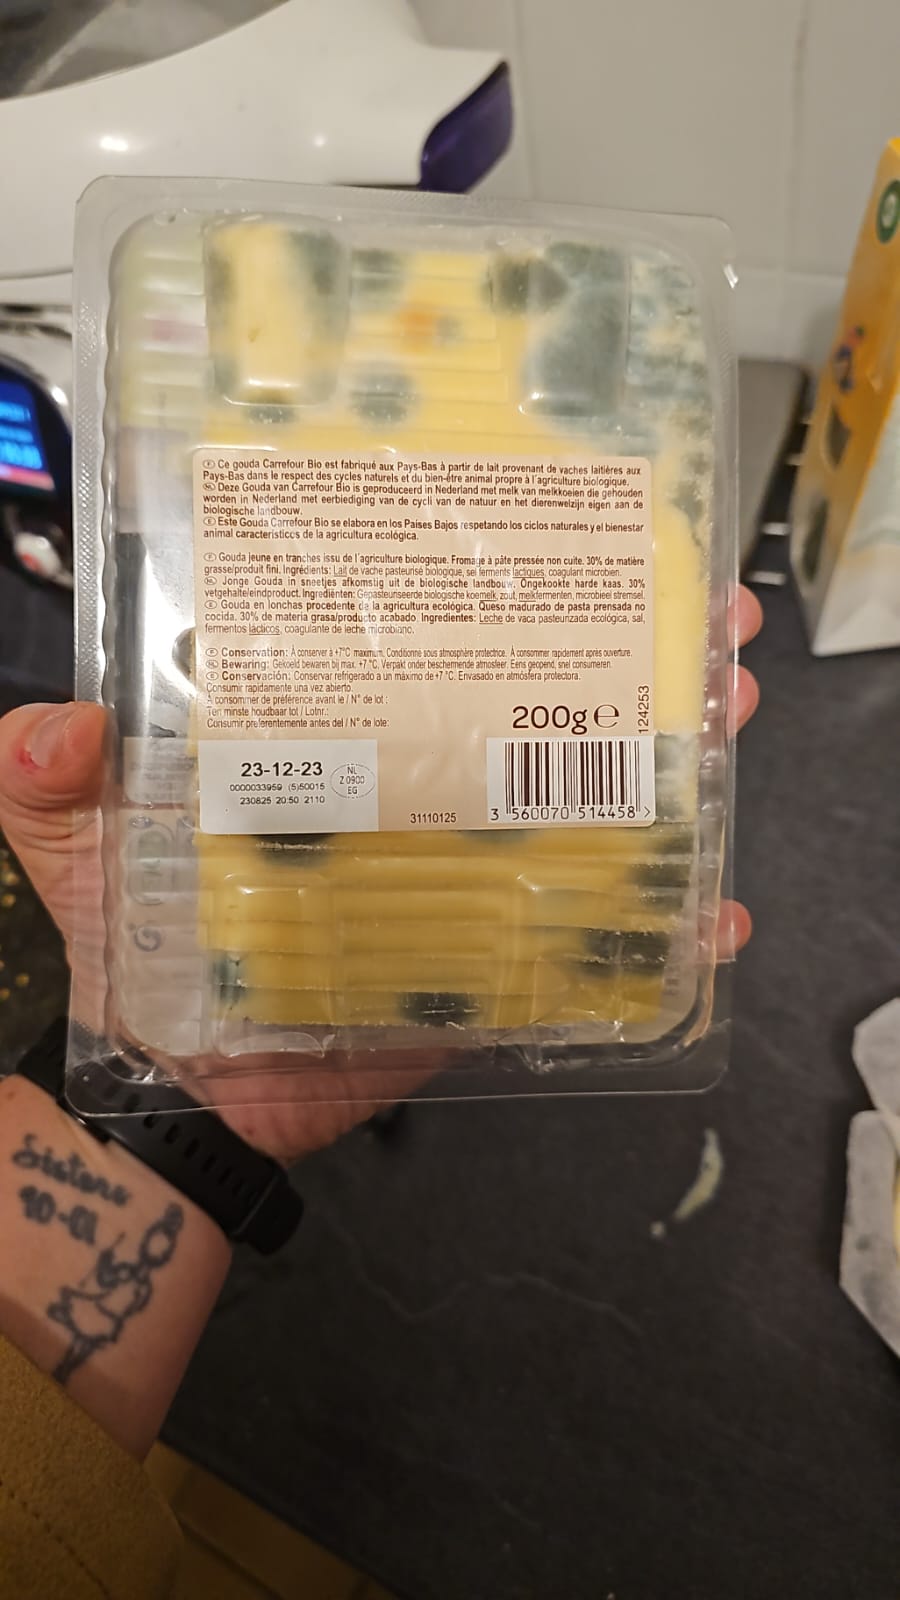 Ⓕ Ce gouda Carrefour Bio est fabriqué aux Pays-Bas à partir de lait provenant de vaches laitières aux
Pays-Bas dans le respect des cycles naturels et du bien-être animal propre à l'agriculture biologique.
Deze Gouda van Carrefour Bio is geproduceerd in Nederland met melk van melkkoeien die gehouden
worden in Nederland met eerbiediging van de cycli van de natuur en het dierenwelzijn eigen aan de
biologische landbouw.
Ⓔ Este Gouda Carrefour Bio se elabora en los Paises Bajos respetando los ciclos naturales y el bienestar
animal característicos de la agricultura ecológica.
Ⓕ Gouda jeune en tranches issu de l'agriculture biologique. Fromage à pâte pressée non cuite. 30% de matière
grasse/produit fini. Ingrédients: Lait de vache pasteurisé biologique, sel ferments lactiques, coagulant microbien.
Jonge Gouda in sneetjes afkomstig uit de biologische landbouw. Ongekookte harde kaas. 30%
vetgehalte/eindproduct. Ingrediënten: Gepasteunseerde biologische koemelk, zout, melkfermenten, microbieel stremsel.
Ⓔ Gouda en lonchas procedente de la agricultura ecológica. Queso madurado de pasta prensada no
cocida. 30% de materia grasa/producto acabado. Ingredientes: Leche de vaca pasteurizada ecológica, sal,
fermentos lácticos, coagulante de leche microbiano.
Ⓕ Conservation: À conserver à +7°C maximum. Conditionné sous atmosphère protectrice. À consommer rapidement après ouverture.
Bewaring: Gekoeld bewaren bij max. +7 °C. Verpakt onder beschermende atmosfeer. Eens geopend, snel consumeren.
Ⓔ Conservación: Conservar refrigerado a un máximo de +7 °C. Envasado en atmósfera protectora.
Consumir rapidamente una vez abierto.
À consommer de préférence avant le / N° de lot :
Ten minste houdbaar tot / Lotnr.:
Consumir preferentemente antes del / N° de lote:
200g ℮
124253
23-12-23
0000033959 (5)50015
230825 20:50 2110
NL
Z 0900
EG
31110125
3 560070 514458 >
Sisters